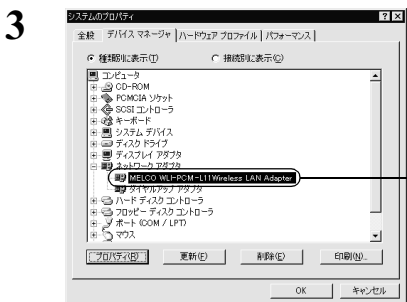 3
システムのプロパティ
全般 デバイス マネージャ ハードウェア プロファイル パフォーマンス
種類別に表示(T) 接続別に表示(C)
コンピュータ
CD-ROM
PCMCIA ソケット
SCSI コントローラ
キーボード
システム デバイス
ディスク ドライブ
ディスプレイ アダプタ
ネットワーク アダプタ
MELCO WLI-PCM-L11 Wireless LAN Adapter
ダイヤルアップ アダプタ
ハード ディスク コントローラ
フロッピー ディスク コントローラ
ポート (COM / LPT)
マウス
プロパティ(R) 更新(F) 削除(E) 印刷(N)...
OK キャンセル